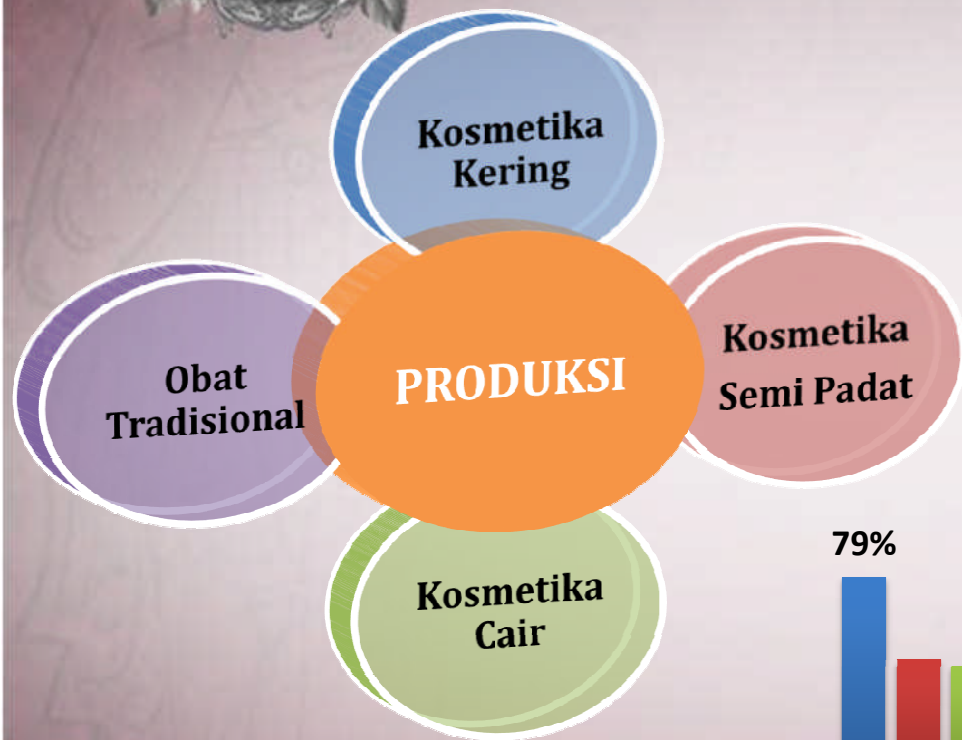 Kosmetika
Kering
Obat
Tradisional
PRODUKSI
Kosmetika
Semi Padat
Kosmetika
Cair
79%